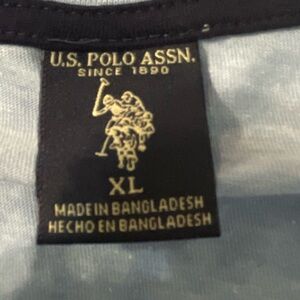 U.S. POLO ASSN.
SINCE 1890
XL
MADE IN BANGLADESH
HECHO EN BANGLADESH